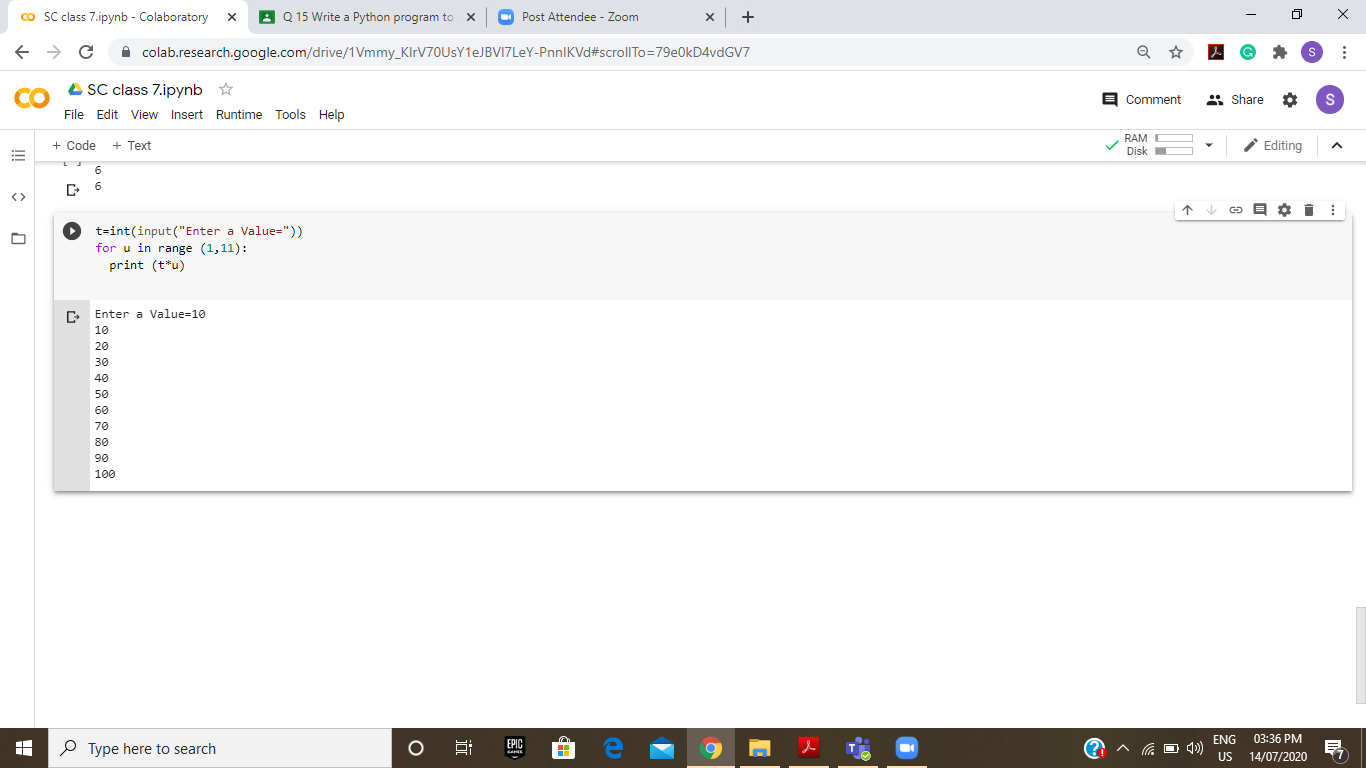 SC class 7.ipynb - Colaboratory
Q 15 Write a Python program to
Post Attendee - Zoom
colab.research.google.com/drive/1Vmmy_KIrV70UsY1eJBVI7LeY-PnnIKVd#scrollTo=79e0kD4vdGV7
S
SC class 7.ipynb
Comment
Share
S
File Edit View Insert Runtime Tools Help
+ Code + Text
RAM
Disk
Editing
6
6
t=int(input("Enter a Value="))
for u in range (1,11):
print (t*u)
Enter a Value=10
10
20
30
40
50
60
70
80
90
100
Type here to search
EPIC
GAMES
ENG
US
03:36 PM
14/07/2020
7